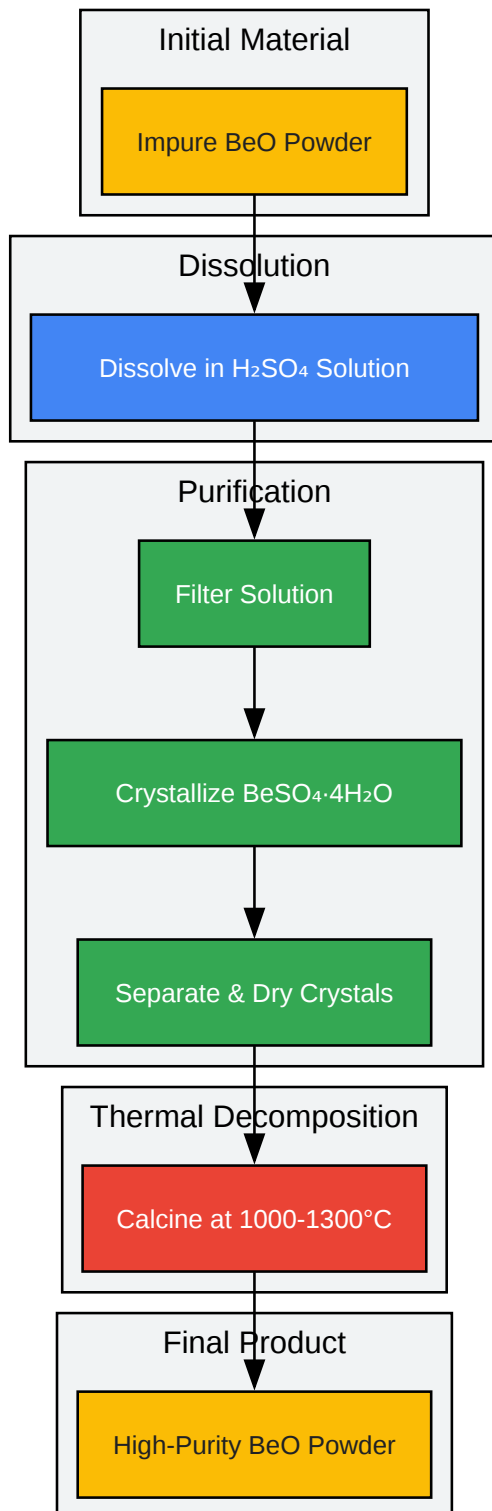 Initial Material
Impure BeO Powder
Dissolution
Dissolve in H₂SO₄ Solution
Purification
Filter Solution
Crystallize BeSO₄·4H₂O
Separate & Dry Crystals
Thermal Decomposition
Calcine at 1000-1300°C
Final Product
High-Purity BeO Powder